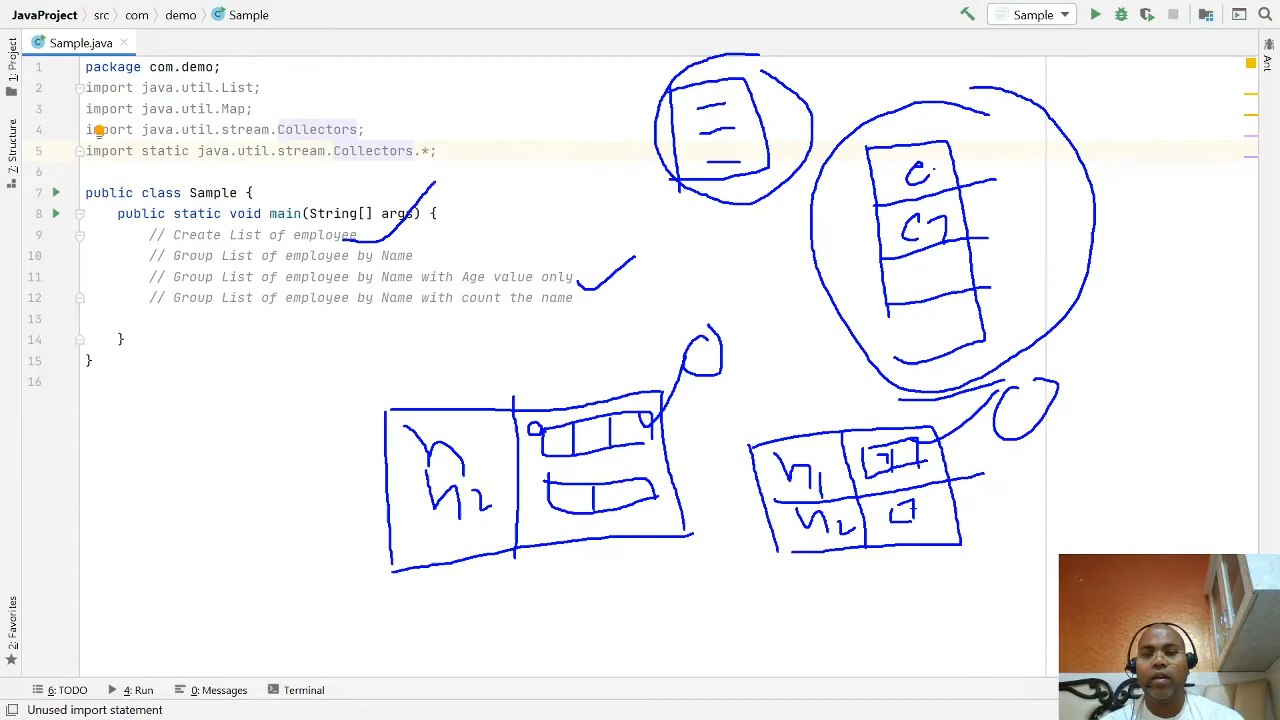 JavaProject src com demo Sample
Sample
Sample.java
1: Project
7: Structure
2: Favorites
Ant
1 package com.demo;
2 import java.util.List;
3 import java.util.Map;
4 import java.util.stream.Collectors;
5 import static java.util.stream.Collectors.*;
6
7 public class Sample {
8 public static void main(String[] args) {
9 // Create List of employee
10 // Group List of employee by Name
11 // Group List of employee by Name with Age value only
12 // Group List of employee by Name with count the name
13
14 }
15 }
16
n
n2
n1
n2
6: TODO 4: Run 0: Messages Terminal
Unused import statement